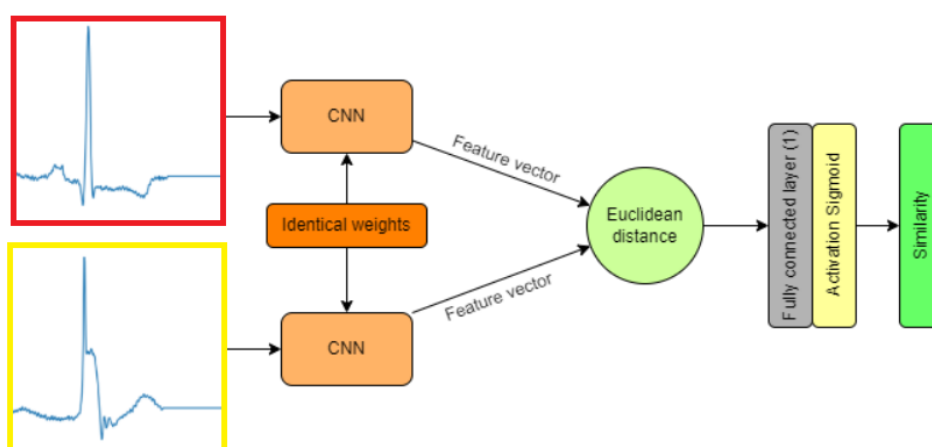 CNN
Feature vector
Identical weights
Euclidean
distance
Feature vector
CNN
Fully connected layer (1)
Activation Sigmoid
Similarity